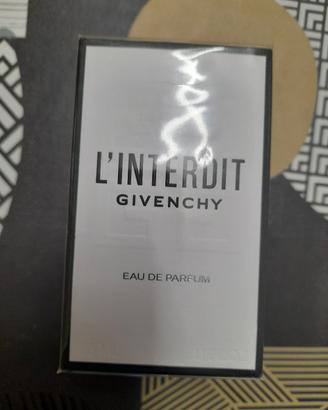 L'INTERDIT
GIVENCHY
EAU DE PARFUM